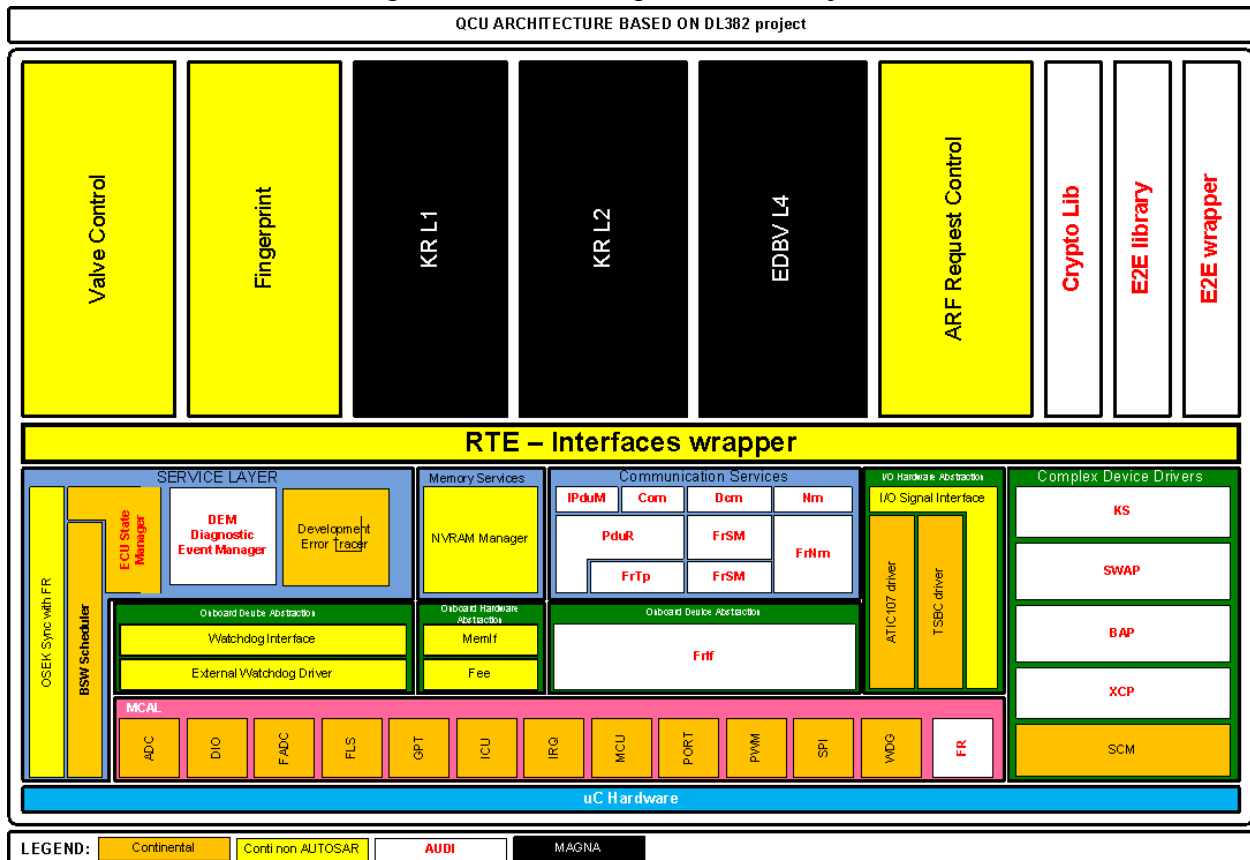 QCU ARCHITECTURE BASED ON DL382 project
Valve Control
Fingerprint
KR L1
KR L2
EDBV L4
ARF Request Control
Crypto Lib
E2E library
E2E wrapper
RTE – Interfaces wrapper
SERVICE LAYER
OSEK Sync with FR
BSW Scheduler
ECU State
Manager
DEM
Diagnostic
Event Manager
Development
Error Tracer
Memory Services
NVRAM Manager
Communication Services
IPduM
Com
Dcm
Nm
PduR
FrSM
FrNm
FrTp
FrSM
I/O Hardware Abstraction
I/O Signal Interface
ATIC107 driver
TSBC driver
Complex Device Drivers
KS
SWAP
BAP
XCP
SCM
Onboard Device Abstraction
Watchdog Interface
External Watchdog Driver
Onboard Hardware
Abstraction
MemIf
Fee
Onboard Device Abstraction
FrIf
MCAL
ADC
DIO
FADC
FLS
GPT
ICU
IRQ
MCU
PORT
PWM
SPI
WDG
FR
uC Hardware
LEGEND:
Continental
Conti non AUTOSAR
AUDI
MAGNA